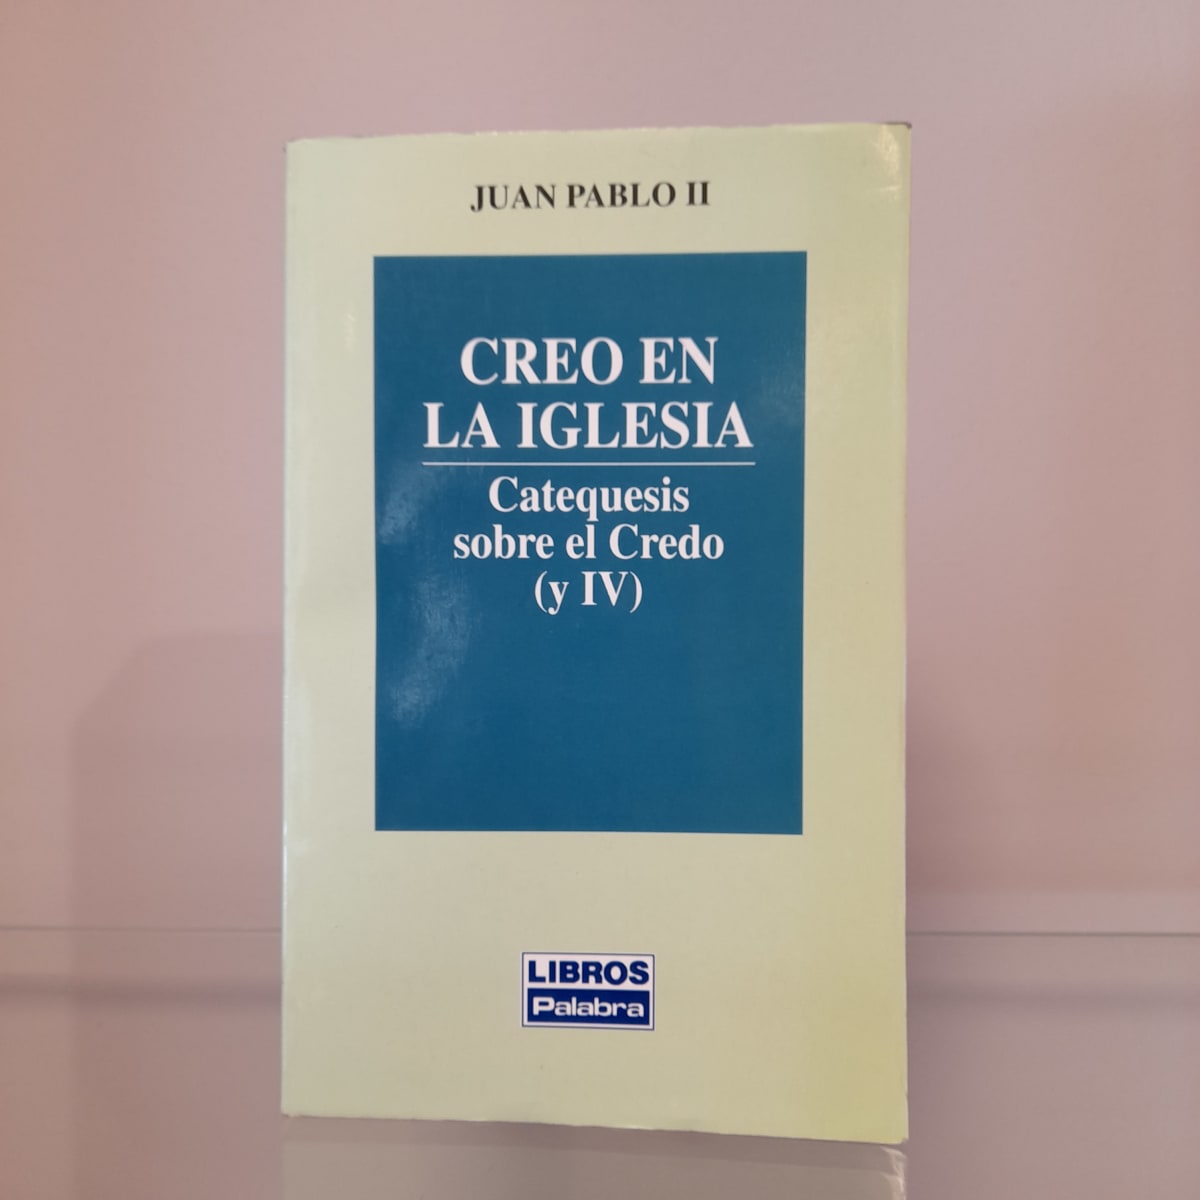 JUAN PABLO II
CREO EN
LA IGLESIA
Catequesis
sobre el Credo
(y IV)
LIBROS
Palabra